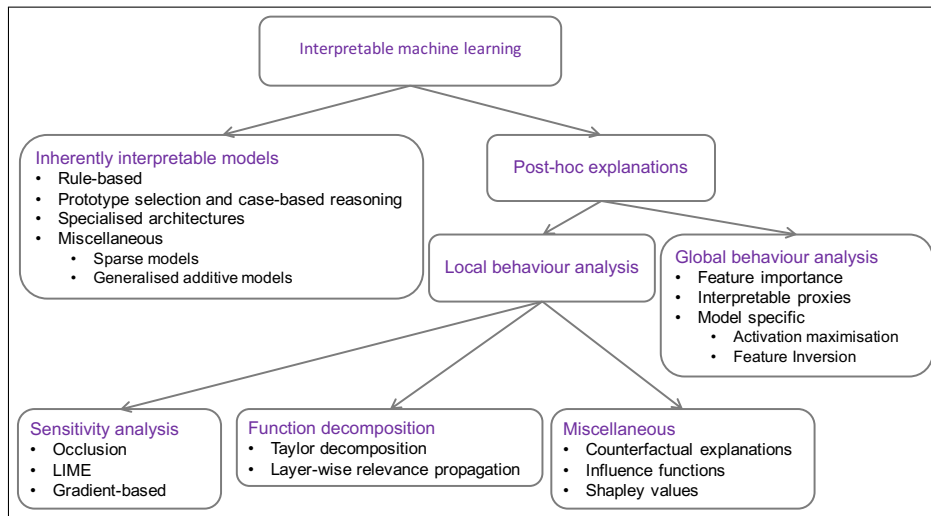 Interpretable machine learning
Inherently interpretable models
• Rule-based
• Prototype selection and case-based reasoning
• Specialised architectures
• Miscellaneous
• Sparse models
• Generalised additive models
Post-hoc explanations
Local behaviour analysis
Global behaviour analysis
• Feature importance
• Interpretable proxies
• Model specific
• Activation maximisation
• Feature Inversion
Sensitivity analysis
• Occlusion
• LIME
• Gradient-based
Function decomposition
• Taylor decomposition
• Layer-wise relevance propagation
Miscellaneous
• Counterfactual explanations
• Influence functions
• Shapley values